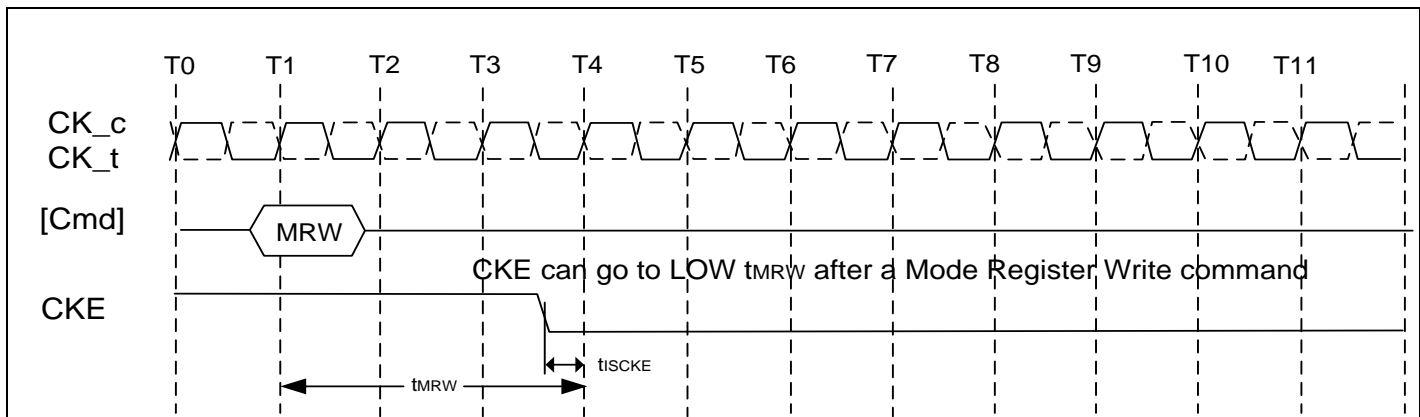 T0 T1 T2 T3 T4 T5 T6 T7 T8 T9 T10 T11
CK_c
CK_t
[Cmd] MRW
CKE can go to LOW tMRW after a Mode Register Write command
CKE
tISCKE
tMRW